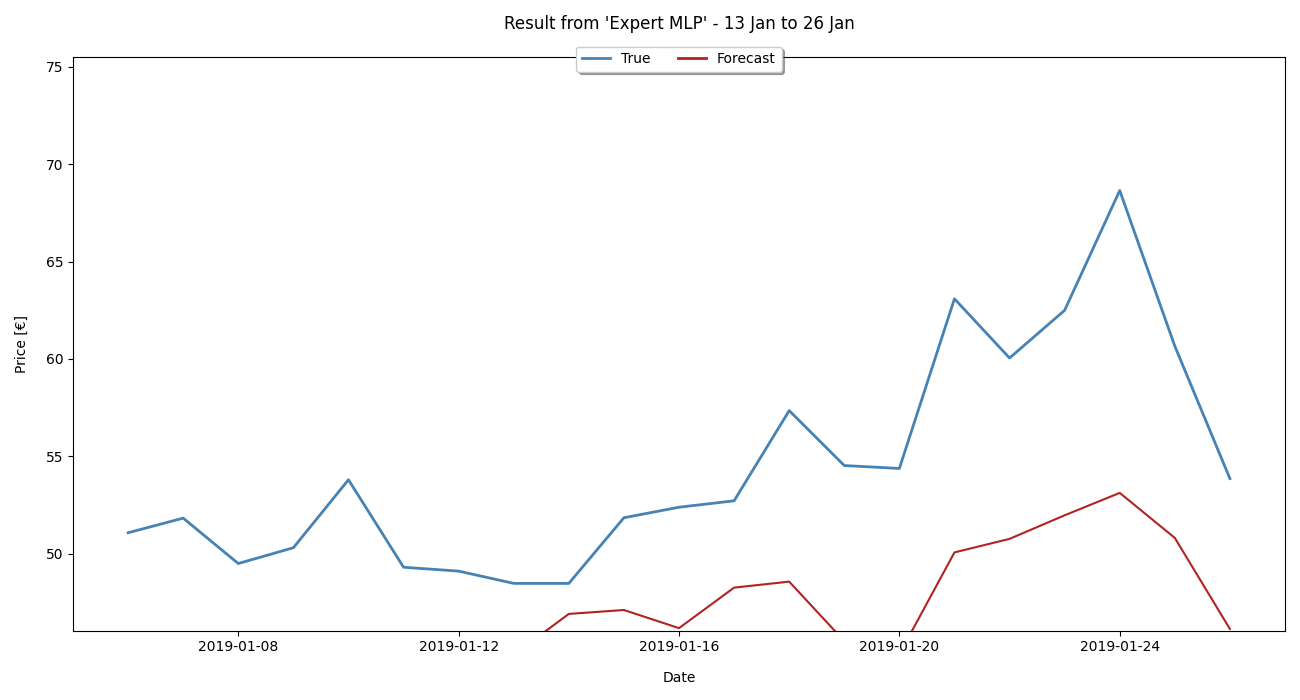 Result from 'Expert MLP' - 13 Jan to 26 Jan
True Forecast
75
70
65
60
55
50
Price [€]
2019-01-08 2019-01-12 2019-01-16 2019-01-20 2019-01-24
Date